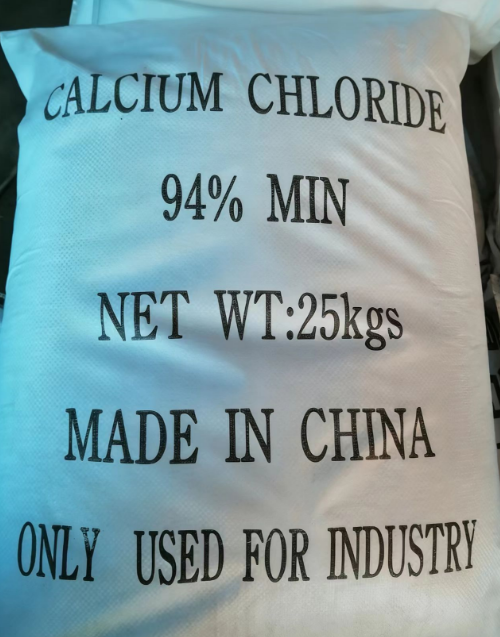 CALCIUM CHLORIDE
94% MIN
NET WT:25kgs
MADE IN CHINA
ONLY USED FOR INDUSTRY